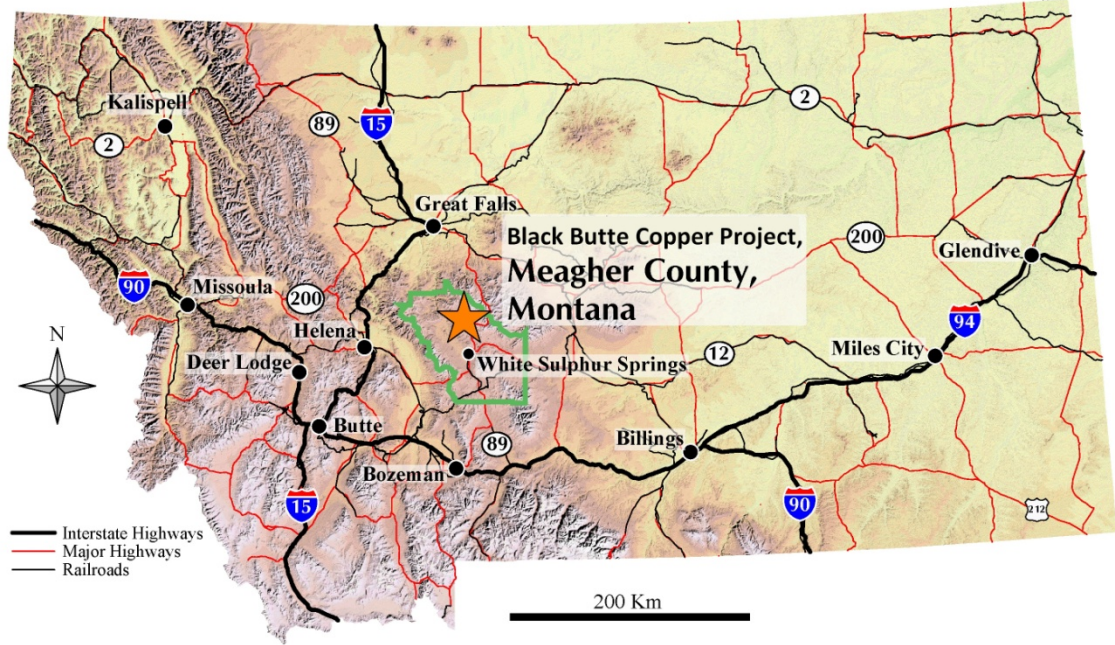 Kalispell
2
89
15
2
Great Falls
Black Butte Copper Project,
Meagher County,
Montana
200
Glendive
90
Missoula
200
Helena
94
N
Deer Lodge
White Sulphur Springs
12
Miles City
Butte
89
Billings
Bozeman
15
90
212
Interstate Highways
Major Highways
Railroads
200 Km